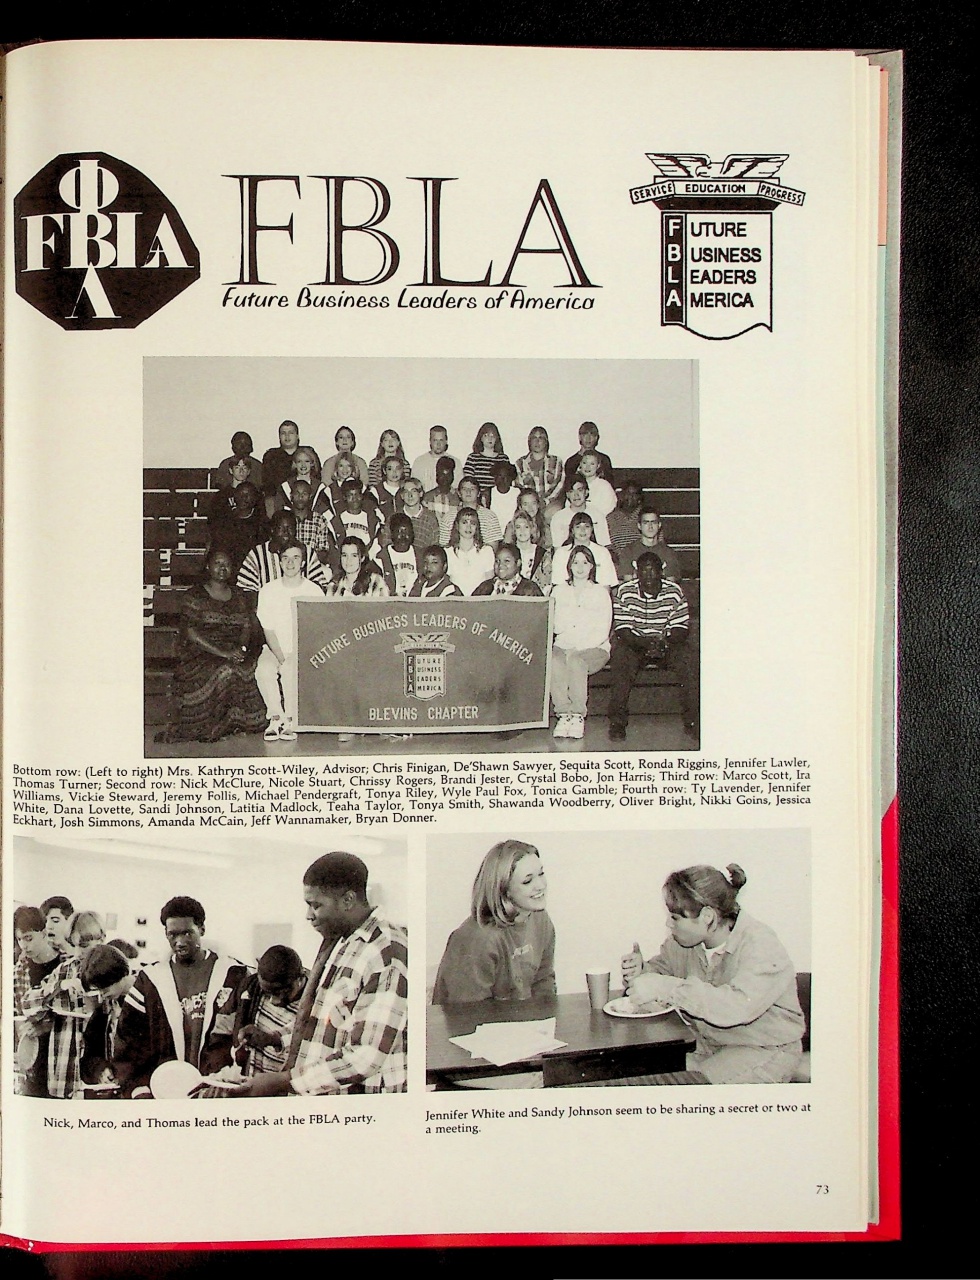 Φ
FBLA
Λ
FBLA
Future Business Leaders of America
SERVICE EDUCATION PROGRESS
FUTURE
BUSINESS
LEADERS
AMERICA
FUTURE BUSINESS LEADERS OF AMERICA
FUTURE
BUSINESS
LEADERS
AMERICA
BLEVINS CHAPTER
Bottom row: (Left to right) Mrs. Kathryn Scott-Wiley, Advisor; Chris Finigan, De'Shawn Sawyer, Sequita Scott, Ronda Riggins, Jennifer Lawler,
Thomas Turner; Second row: Nick McClure, Nicole Stuart, Chrissy Rogers, Brandi Jester, Crystal Bobo, Jon Harris; Third row: Marco Scott, Ira
Williams, Vickie Steward, Jeremy Follis, Michael Pendergraft, Tonya Riley, Wyle Paul Fox, Tonica Gamble; Fourth row: Ty Lavender, Jennifer
White, Dana Lovette, Sandi Johnson, Latitia Madlock, Teaha Taylor, Tonya Smith, Shawanda Woodberry, Oliver Bright, Nikki Goins, Jessica
Eckhart, Josh Simmons, Amanda McCain, Jeff Wannamaker, Bryan Donner.
Nick, Marco, and Thomas lead the pack at the FBLA party.
Jennifer White and Sandy Johnson seem to be sharing a secret or two at
a meeting.
73